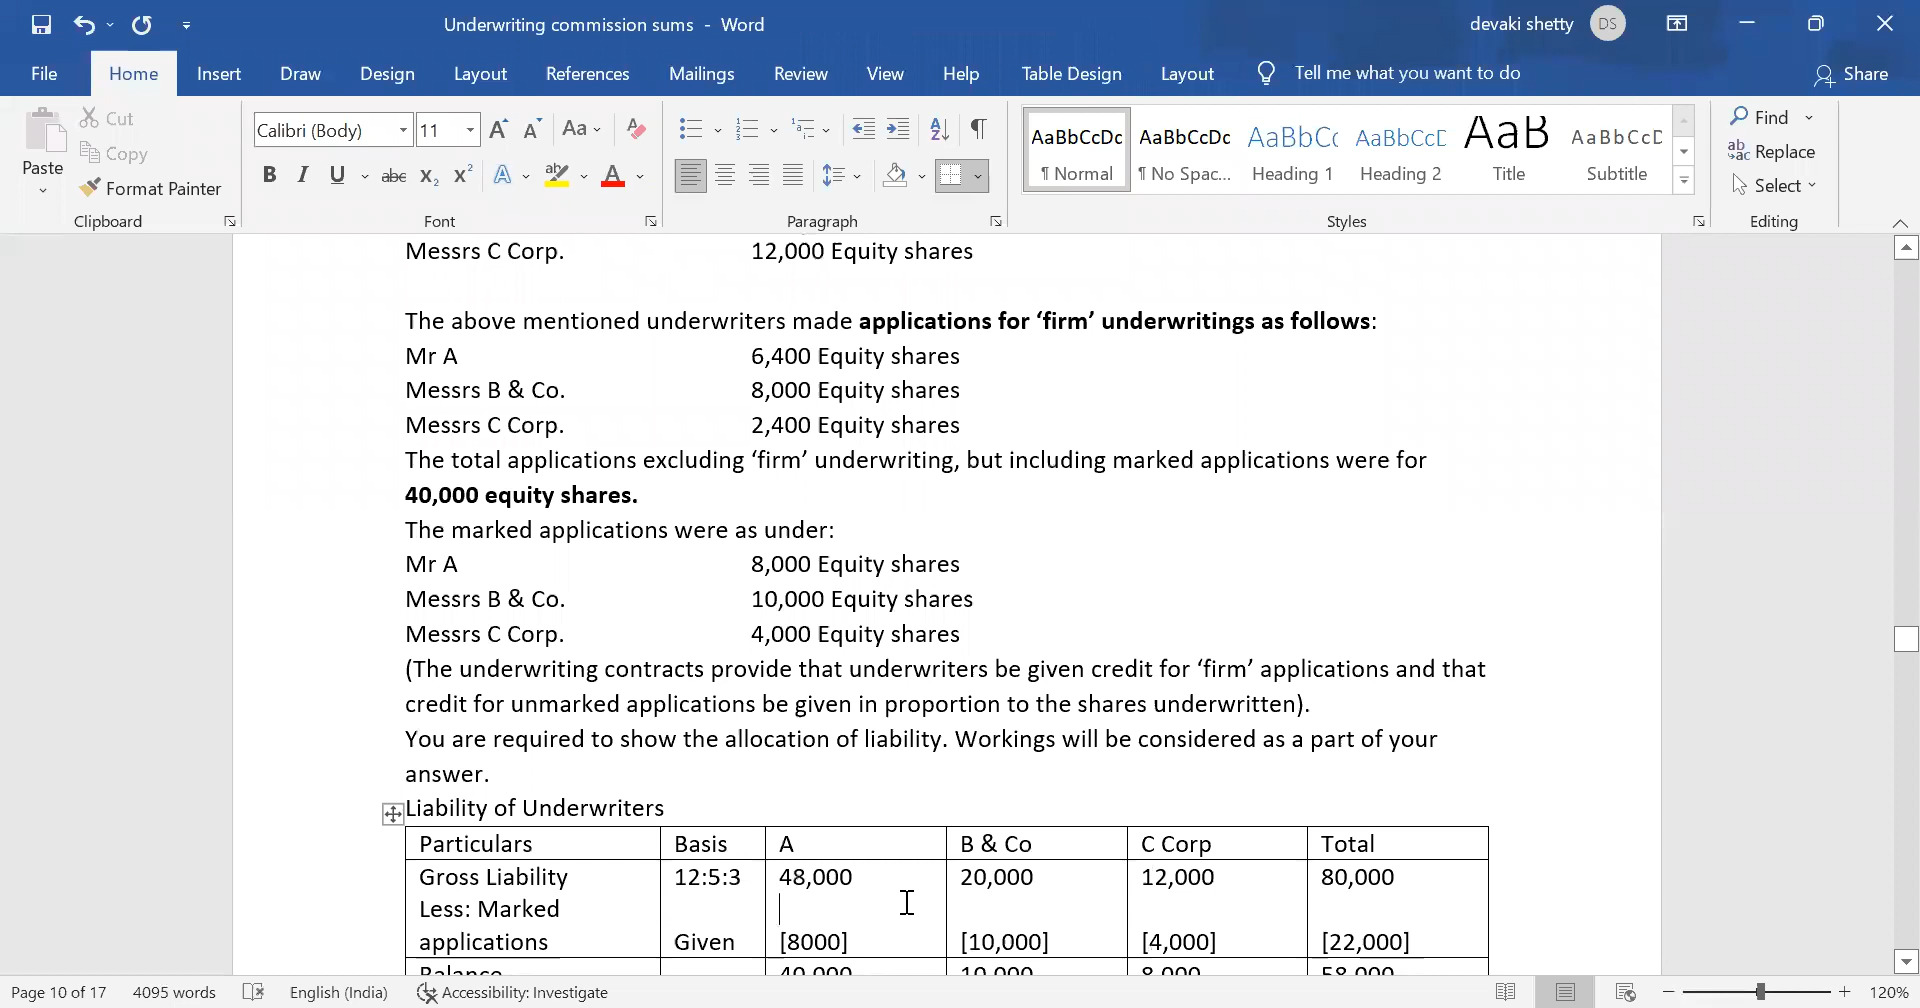 Underwriting commission sums - Word
devaki shetty DS
File Home Insert Draw Design Layout References Mailings Review View Help Table Design Layout Tell me what you want to do Share
Paste
Cut
Copy
Format Painter
Clipboard
Calibri (Body) 11
Font
Paragraph
AaBbCcDc AaBbCcDc AaBbCc AaBbCcD AaB AaBbCcD
¶ Normal ¶ No Spac... Heading 1 Heading 2 Title Subtitle
Styles
Find
Replace
Select
Editing
Messrs C Corp. 12,000 Equity shares
The above mentioned underwriters made applications for ‘firm’ underwritings as follows:
Mr A 6,400 Equity shares
Messrs B & Co. 8,000 Equity shares
Messrs C Corp. 2,400 Equity shares
The total applications excluding ‘firm’ underwriting, but including marked applications were for
40,000 equity shares.
The marked applications were as under:
Mr A 8,000 Equity shares
Messrs B & Co. 10,000 Equity shares
Messrs C Corp. 4,000 Equity shares
(The underwriting contracts provide that underwriters be given credit for ‘firm’ applications and that
credit for unmarked applications be given in proportion to the shares underwritten).
You are required to show the allocation of liability. Workings will be considered as a part of your
answer.
Liability of Underwriters
Particulars Basis A B & Co C Corp Total
Gross Liability 12:5:3 48,000 20,000 12,000 80,000
Less: Marked
applications Given [8000] [10,000] [4,000] [22,000]
Balance 40,000 10,000 8,000 58,000
Page 10 of 17 4095 words English (India) Accessibility: Investigate 120%